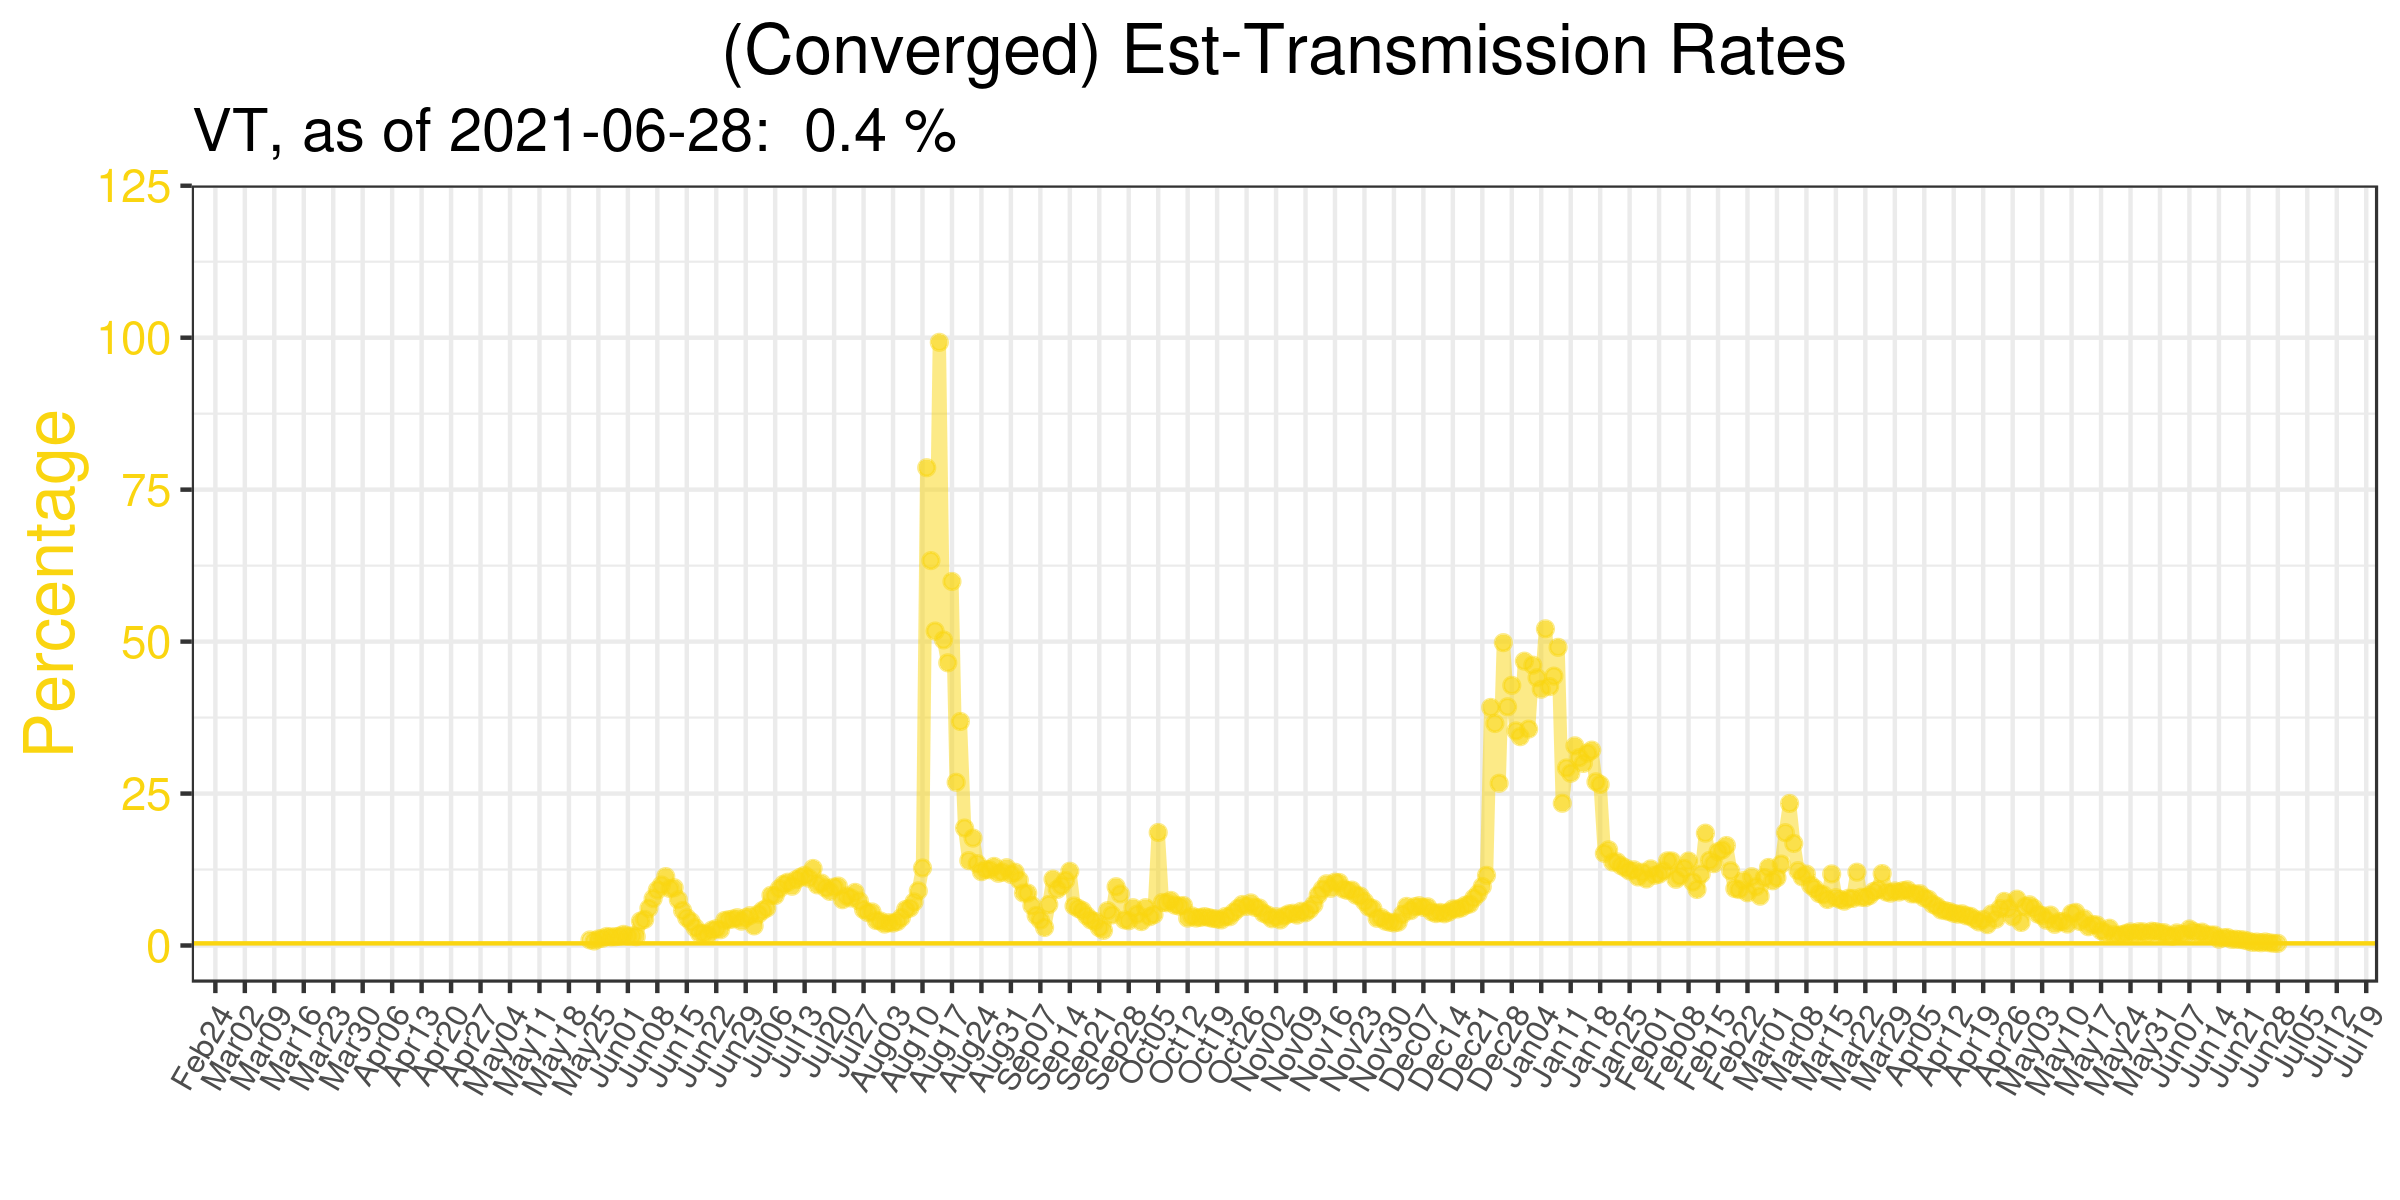 (Converged) Est-Transmission Rates
VT, as of 2021-06-28:  0.4 %
Percentage
125
100
75
50
25
0
Feb24
Mar02
Mar09
Mar16
Mar23
Mar30
Apr06
Apr13
Apr20
Apr27
May04
May11
May18
May25
Jun01
Jun08
Jun15
Jun22
Jun29
Jul06
Jul13
Jul20
Jul27
Aug03
Aug10
Aug17
Aug24
Aug31
Sep07
Sep14
Sep21
Sep28
Oct05
Oct12
Oct19
Oct26
Nov02
Nov09
Nov16
Nov23
Nov30
Dec07
Dec14
Dec21
Dec28
Jan04
Jan11
Jan18
Jan25
Feb01
Feb08
Feb15
Feb22
Mar01
Mar08
Mar15
Mar22
Mar29
Apr05
Apr12
Apr19
Apr26
May03
May10
May17
May24
May31
Jun07
Jun14
Jun21
Jun28
Jul05
Jul12
Jul19